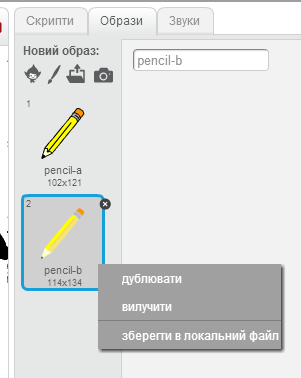 Скрипти Образи Звуки
Новий образ:
pencil-b
1
pencil-a
102x121
2
pencil-b
114x134
дублювати
вилучити
зберегти в локальний файл